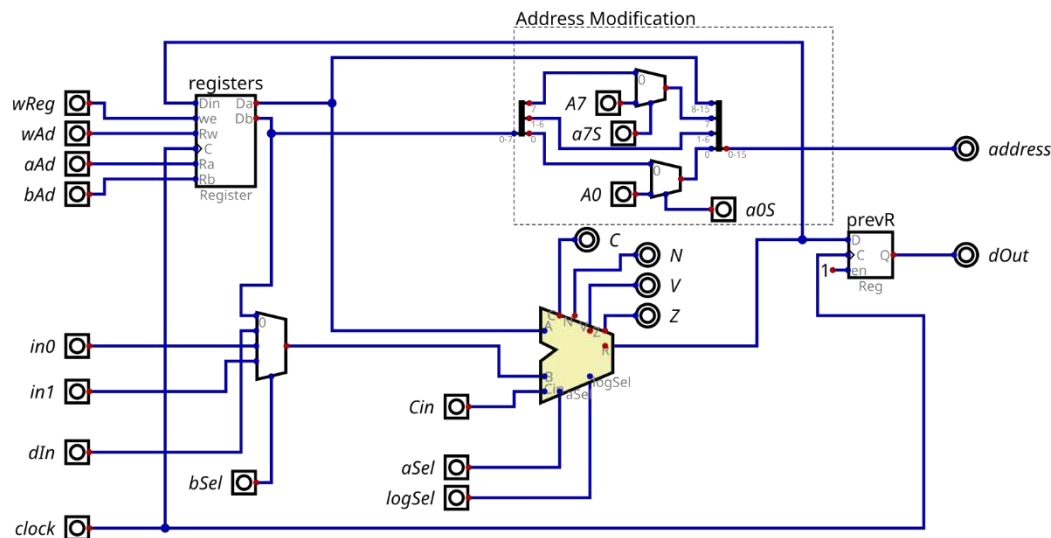 Address Modification
registers
wReg
wAd
aAd
bAd
Din
we
Rw
C
Ra
Rb
Da
Db
Register
A7
a7S
A0
a0S
0
0
0-7
7
1-6
0
8-15
7
1-6
0
0-15
address
prevR
D
C
en
Q
1
Reg
dOut
C
N
V
Z
C
N
V
Z
A
B
Cin
R
aSel
logSel
in0
in1
dIn
bSel
0
Cin
aSel
logSel
clock